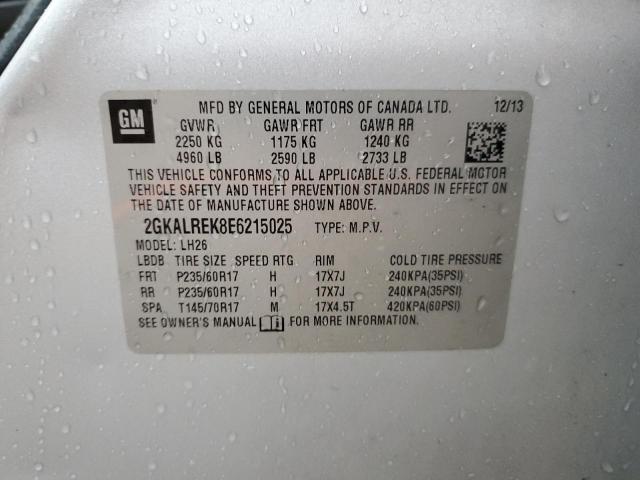 GM ® MFD BY GENERAL MOTORS OF CANADA LTD. 12/13
GVWR GAWR FRT GAWR RR
2250 KG 1175 KG 1240 KG
4960 LB 2590 LB 2733 LB
THIS VEHICLE CONFORMS TO ALL APPLICABLE U.S. FEDERAL MOTOR
VEHICLE SAFETY AND THEFT PREVENTION STANDARDS IN EFFECT ON
THE DATE OF MANUFACTURE SHOWN ABOVE.
2GKALREK8E6215025 TYPE: M.P.V.
MODEL: LH26
LBDB TIRE SIZE SPEED RTG RIM COLD TIRE PRESSURE
FRT P235/60R17 H 17X7J 240KPA(35PSI)
RR P235/60R17 H 17X7J 240KPA(35PSI)
SPA T145/70R17 M 17X4.5T 420KPA(60PSI)
SEE OWNER'S MANUAL FOR MORE INFORMATION.